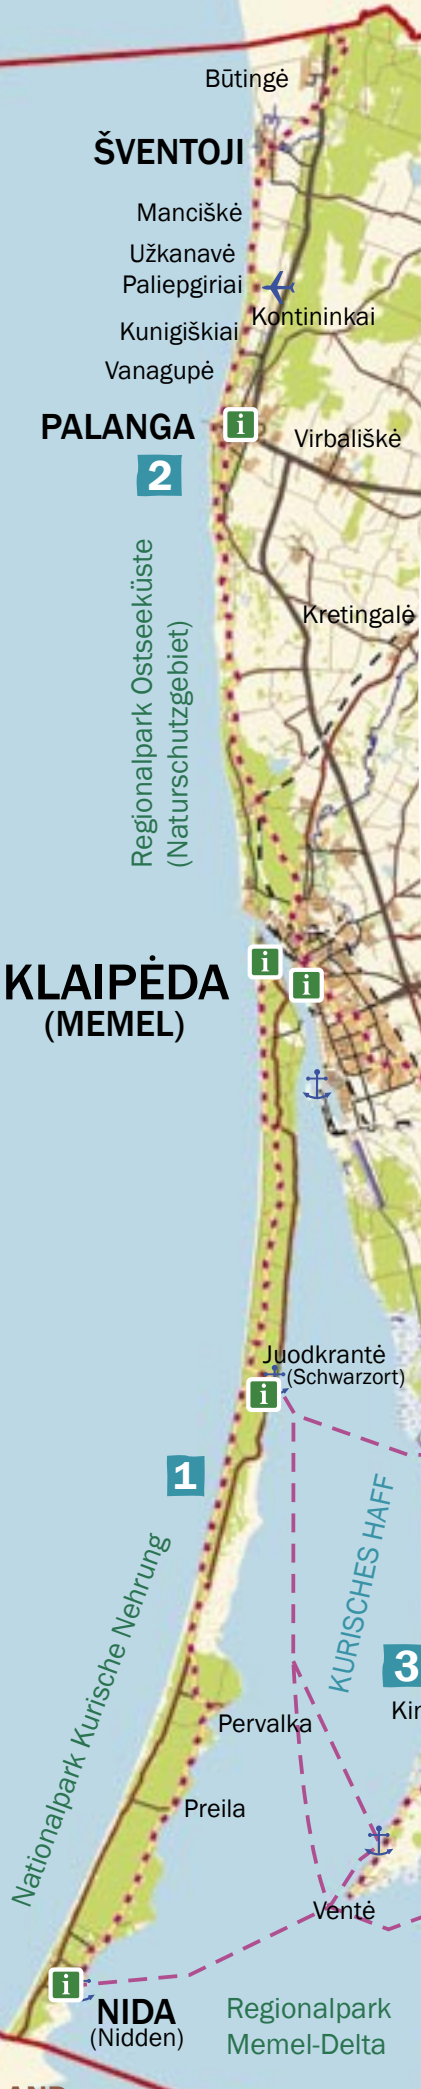 Būtingė
ŠVENTOJI
Manciškė
Užkanavė
Paliepgiriai
Kontininkai
Kunigiškiai
Vanagupė
PALANGA
i
Virbališkė
2
Regionalpark Ostseeküste
(Naturschutzgebiet)
Kretingalė
KLAIPĖDA
(MEMEL)
i
i
Juodkrantė
(Schwarzort)
i
1
KURISCHES HAFF
Nationalpark Kurische Nehrung
3
Pervalka
Preila
Ventė
i
NIDA
(Nidden)
Regionalpark
Memel-Delta